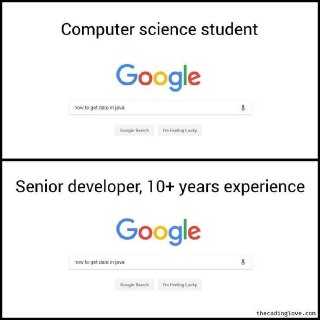 Computer science student
Google
how to get date in java
Google Search I'm Feeling Lucky
Senior developer, 10+ years experience
Google
how to get date in java
Google Search I'm Feeling Lucky
thecodinglove.com